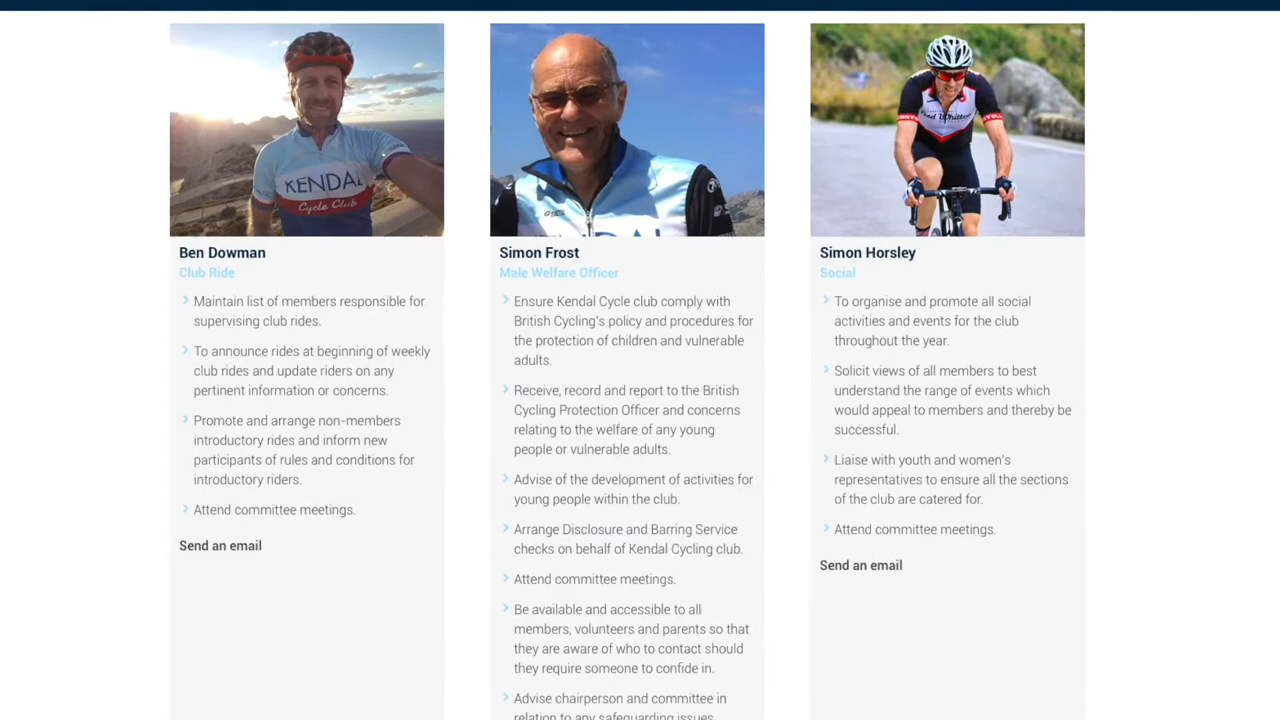 KENDAL
Cycle Club
Ben Dowman
Club Ride
Maintain list of members responsible for
supervising club rides.
To announce rides at beginning of weekly
club rides and update riders on any
pertinent information or concerns.
Promote and arrange non-members
introductory rides and inform new
participants of rules and conditions for
introductory riders.
Attend committee meetings.
Send an email
Simon Frost
Male Welfare Officer
Ensure Kendal Cycle club comply with
British Cycling's policy and procedures for
the protection of children and vulnerable
adults.
Receive, record and report to the British
Cycling Protection Officer and concerns
relating to the welfare of any young
people or vulnerable adults.
Advise of the development of activities for
young people within the club.
Arrange Disclosure and Barring Service
checks on behalf of Kendal Cycling club.
Attend committee meetings.
Be available and accessible to all
members, volunteers and parents so that
they are aware of who to contact should
they require someone to confide in.
Advise chairperson and committee in
relation to any safeguarding issues
Simon Horsley
Social
To organise and promote all social
activities and events for the club
throughout the year.
Solicit views of all members to best
understand the range of events which
would appeal to members and thereby be
successful.
Liaise with youth and women's
representatives to ensure all the sections
of the club are catered for.
Attend committee meetings.
Send an email